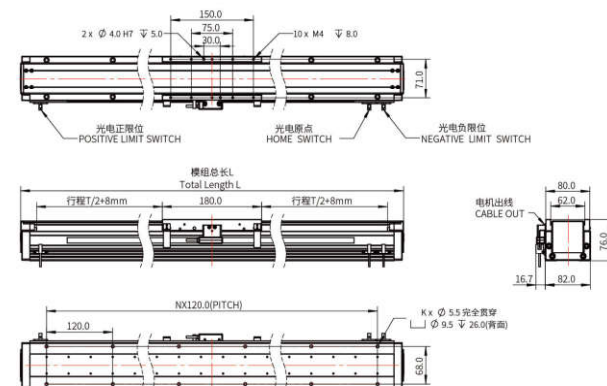 150.0
75.0
30.0
2 x Ø 4.0 H7 ↧ 5.0
10 x M4 ↧ 8.0
71.0
光电正限位
POSITIVE LIMIT SWITCH
光电原点
HOME SWITCH
光电负限位
NEGATIVE LIMIT SWITCH
模组总长L
Total Length L
行程T/2+8mm
180.0
行程T/2+8mm
电机出线
CABLE OUT
80.0
62.0
76.0
16.7
82.0
NX120.0(PITCH)
120.0
K x Ø 5.5 完全贯穿
⌴ Ø 9.5 ↧ 26.0(背面)
68.0